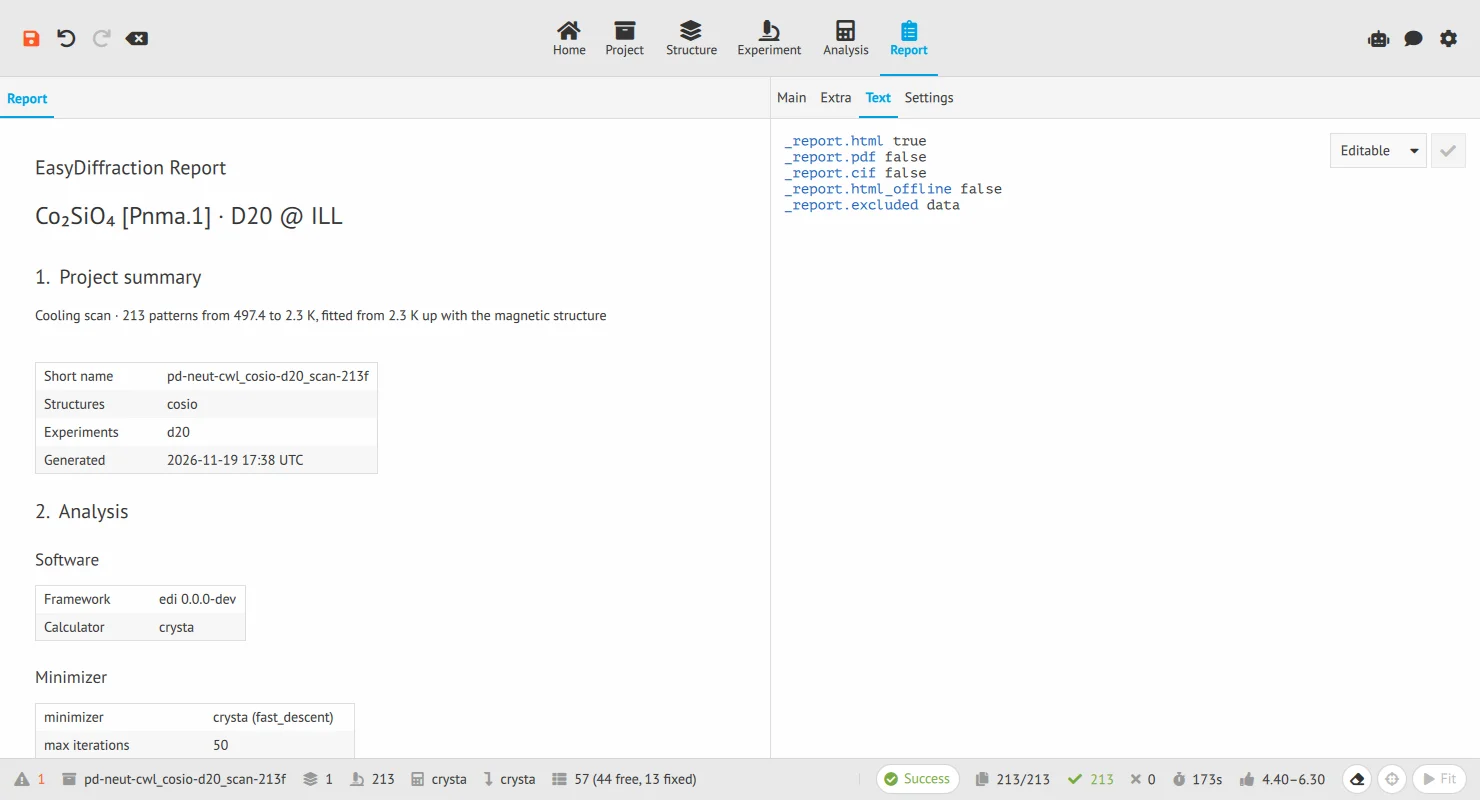 Home Project Structure Experiment Analysis Report
Report
Main Extra Text Settings
EasyDiffraction Report
Co₂SiO₄ [Pnma.1] · D20 @ ILL
1. Project summary
Cooling scan · 213 patterns from 497.4 to 2.3 K, fitted from 2.3 K up with the magnetic structure
Short name pd-neut-cwl_cosio-d20_scan-213f
Structures cosio
Experiments d20
Generated 2026-11-19 17:38 UTC
2. Analysis
Software
Framework edi 0.0.0-dev
Calculator crysta
Minimizer
minimizer crysta (fast_descent)
max iterations 50
_report.html true
_report.pdf false
_report.cif false
_report.html_offline false
_report.excluded data
Editable
1 pd-neut-cwl_cosio-d20_scan-213f 1 213 crysta crysta 57 (44 free, 13 fixed) Success 213/213 213 0 173s 4.40–6.30 Fit